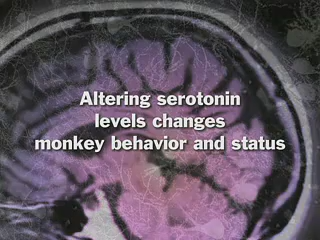 Altering serotonin
levels changes
monkey behavior and status